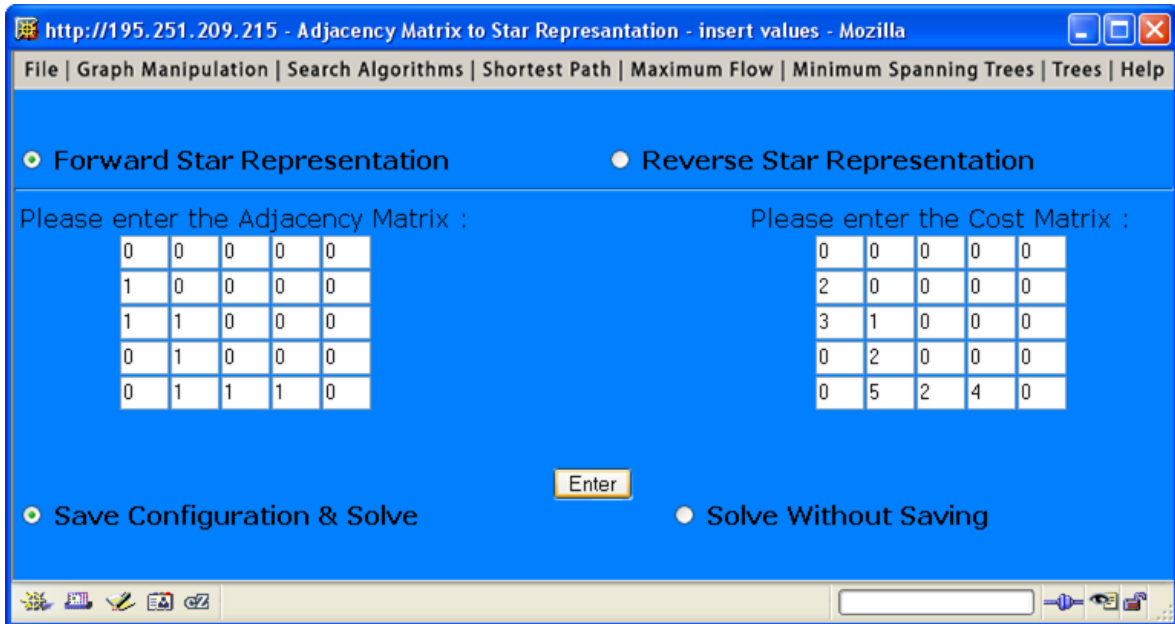 http://195.251.209.215 - Adjacency Matrix to Star Represantation - insert values - Mozilla
File | Graph Manipulation | Search Algorithms | Shortest Path | Maximum Flow | Minimum Spanning Trees | Trees | Help
Forward Star Representation Reverse Star Representation
Please enter the Adjacency Matrix : Please enter the Cost Matrix :
0 0 0 0 0 0 0 0 0 0
1 0 0 0 0 2 0 0 0 0
1 1 0 0 0 3 1 0 0 0
0 1 0 0 0 0 2 0 0 0
0 1 1 1 0 0 5 2 4 0
Enter
Save Configuration & Solve Solve Without Saving